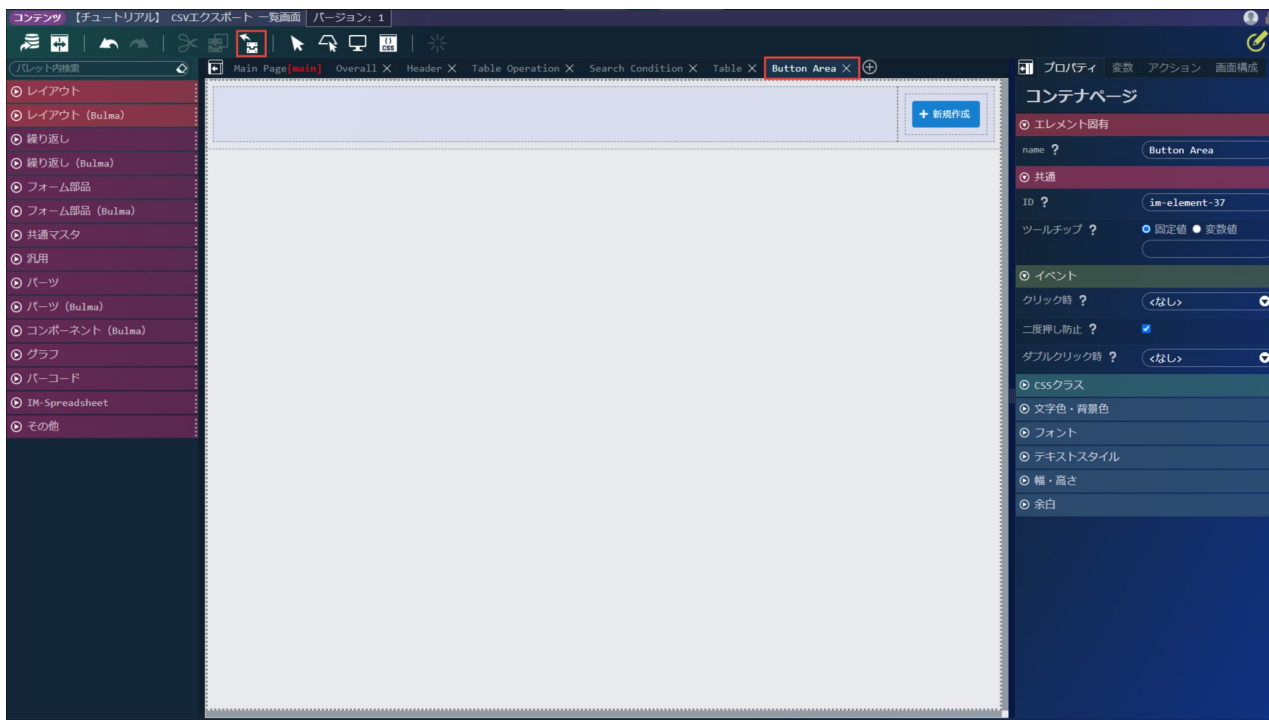 コンテンツ 【チュートリアル】 CSVエクスポート 一覧画面 バージョン: 1
{} CSS
パレット内検索
Main Page[main] Overall Header Table Operation Search Condition Table Button Area
プロパティ 変数 アクション 画面構成
レイアウト
レイアウト (Bulma)
繰り返し
繰り返し (Bulma)
フォーム部品
フォーム部品 (Bulma)
共通マスタ
汎用
パーツ
パーツ (Bulma)
コンポーネント (Bulma)
グラフ
バーコード
IM-Spreadsheet
その他
+ 新規作成
コンテナページ
エレメント固有
name ? Button Area
共通
ID ? im-element-37
ツールチップ ? 固定値 変数値
イベント
クリック時 ? <なし>
二度押し防止 ?
ダブルクリック時 ? <なし>
CSSクラス
文字色・背景色
フォント
テキストスタイル
幅・高さ
余白